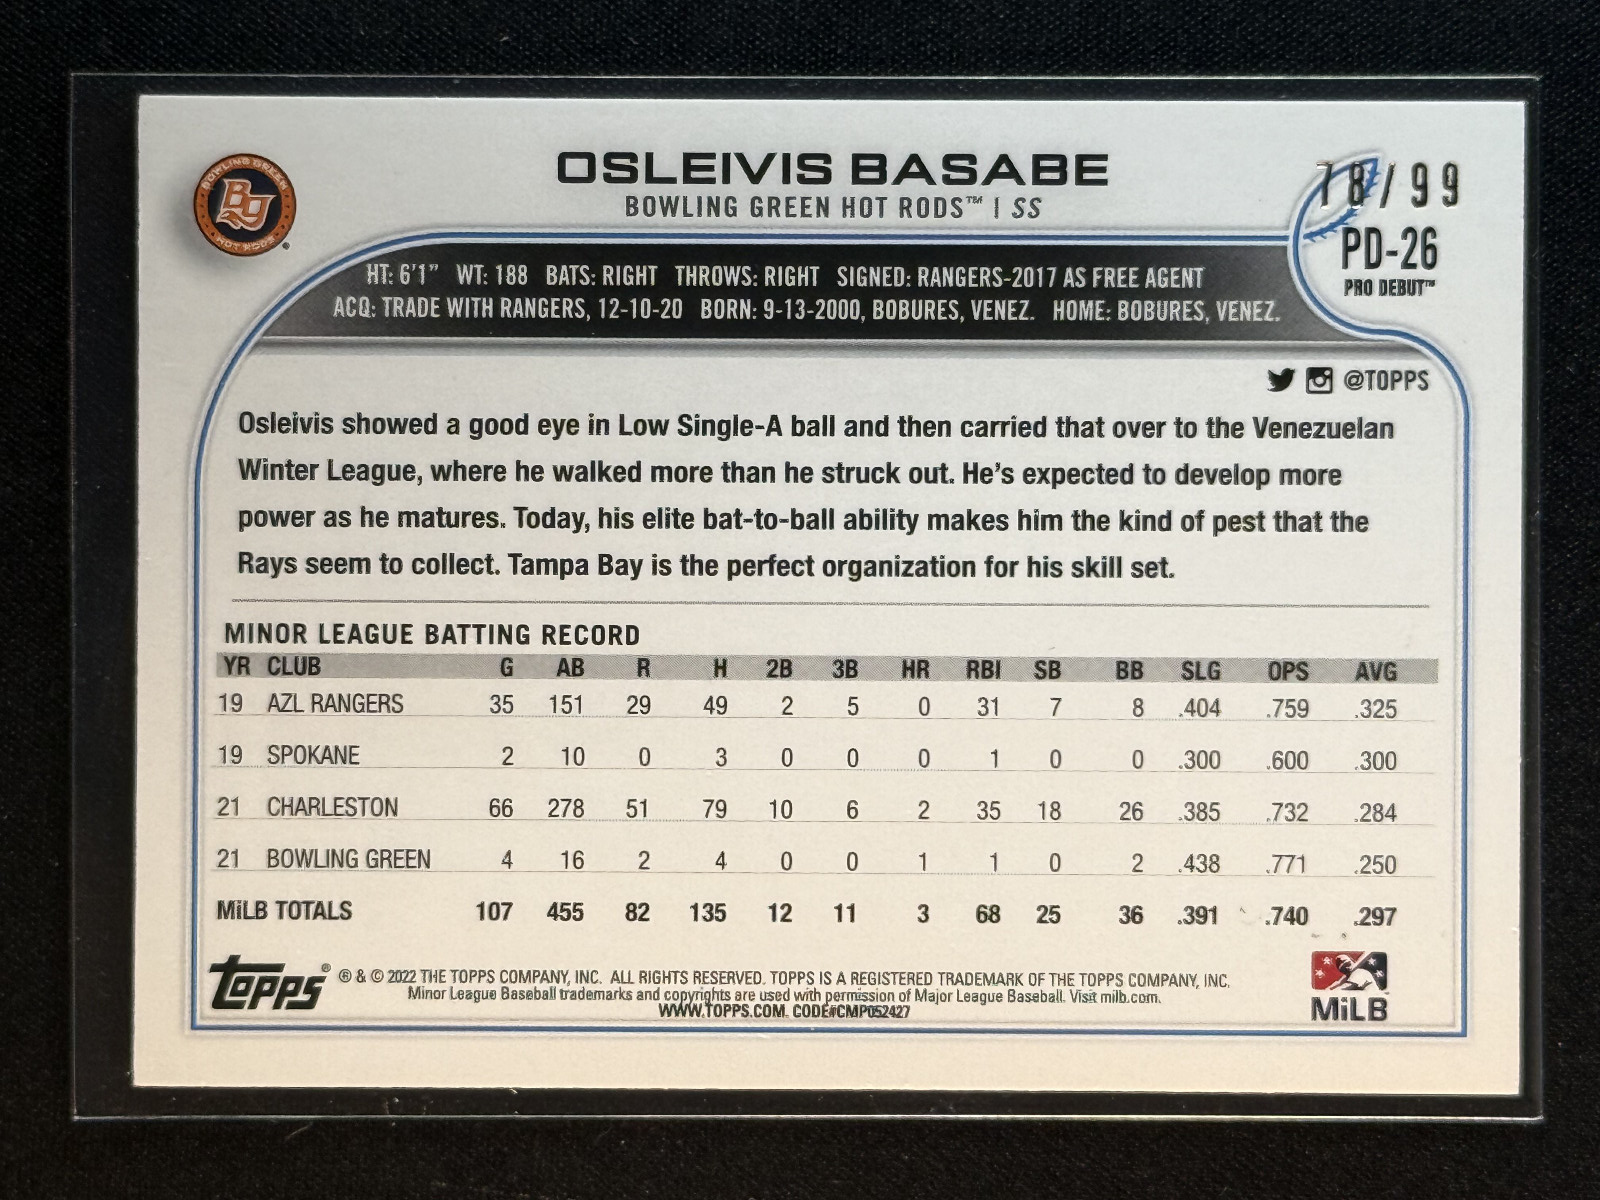 BOWLING GREEN
BG
HOT RODS
®
OSLEIVIS BASABE
BOWLING GREEN HOT RODS™ | SS
78/99
PD-26
PRO DEBUT™
HT: 6'1" WT: 188 BATS: RIGHT THROWS: RIGHT SIGNED: RANGERS-2017 AS FREE AGENT
ACQ: TRADE WITH RANGERS, 12-10-20 BORN: 9-13-2000, BOBURES, VENEZ. HOME: BOBURES, VENEZ.
@TOPPS
Osleivis showed a good eye in Low Single-A ball and then carried that over to the Venezuelan
Winter League, where he walked more than he struck out. He's expected to develop more
power as he matures. Today, his elite bat-to-ball ability makes him the kind of pest that the
Rays seem to collect. Tampa Bay is the perfect organization for his skill set.
MINOR LEAGUE BATTING RECORD
YR CLUB G AB R H 2B 3B HR RBI SB BB SLG OPS AVG
19 AZL RANGERS 35 151 29 49 2 5 0 31 7 8 .404 .759 .325
19 SPOKANE 2 10 0 3 0 0 0 1 0 0 .300 .600 .300
21 CHARLESTON 66 278 51 79 10 6 2 35 18 26 .385 .732 .284
21 BOWLING GREEN 4 16 2 4 0 0 1 1 0 2 .438 .771 .250
MiLB TOTALS 107 455 82 135 12 11 3 68 25 36 .391 .740 .297
topps®
® & © 2022 THE TOPPS COMPANY, INC. ALL RIGHTS RESERVED. TOPPS IS A REGISTERED TRADEMARK OF THE TOPPS COMPANY, INC.
Minor League Baseball trademarks and copyrights are used with permission of Major League Baseball. Visit milb.com.
WWW.TOPPS.COM. CODE#CMP052427
MiLB